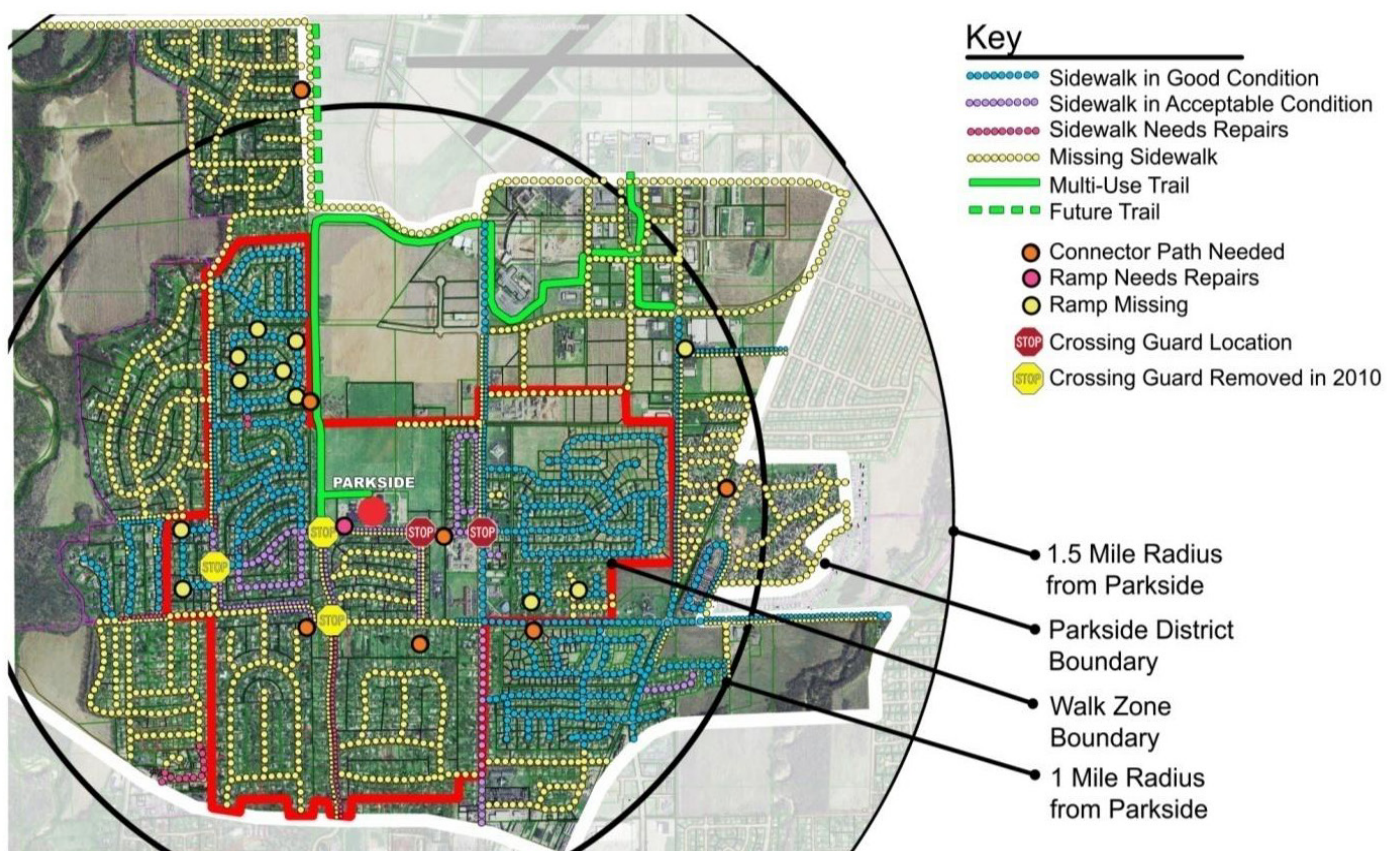 Key
Sidewalk in Good Condition
Sidewalk in Acceptable Condition
Sidewalk Needs Repairs
Missing Sidewalk
Multi-Use Trail
Future Trail
Connector Path Needed
Ramp Needs Repairs
Ramp Missing
STOP Crossing Guard Location
STOP Crossing Guard Removed in 2010
PARKSIDE
STOP
STOP
STOP
STOP
STOP
1.5 Mile Radius
from Parkside
Parkside District
Boundary
Walk Zone
Boundary
1 Mile Radius
from Parkside